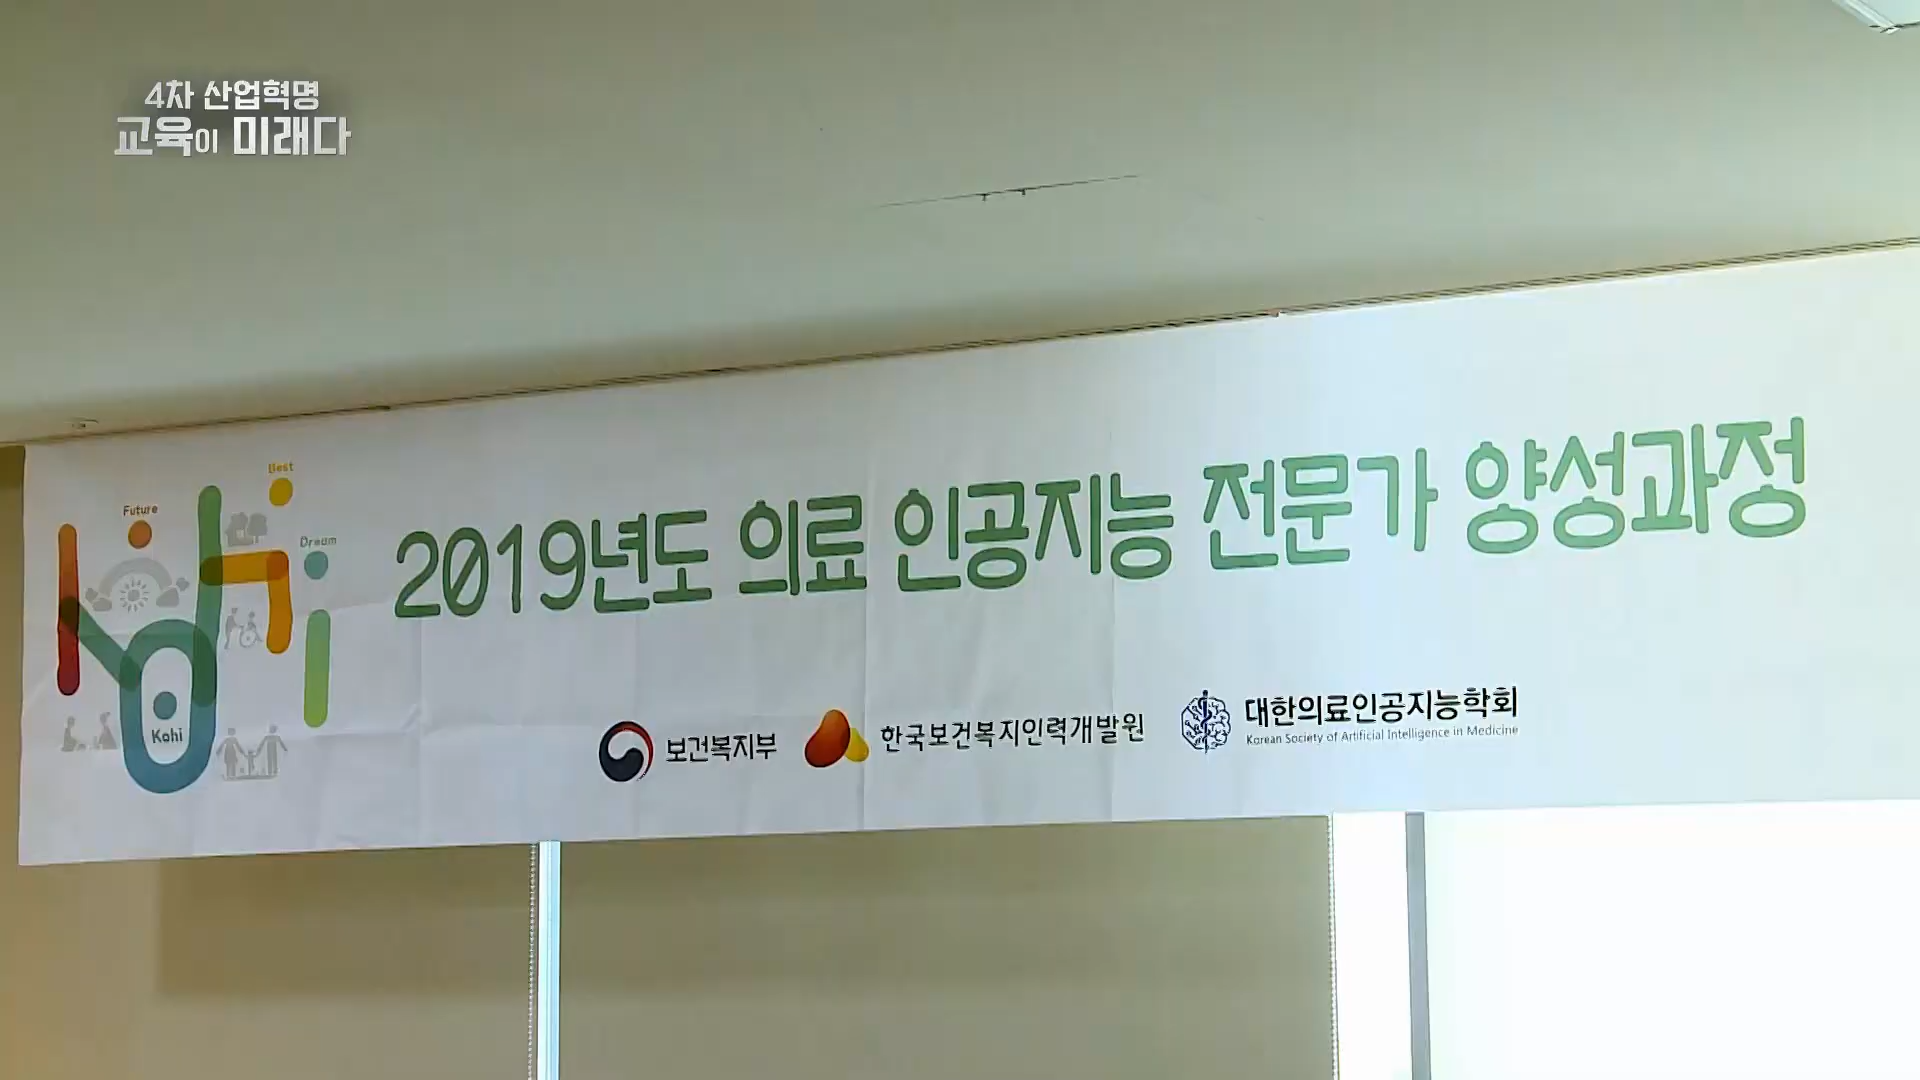 4차 산업혁명
교육이 미래다
Best
Future
Dream
Kohi
2019년도 의료 인공지능 전문가 양성과정
보건복지부
한국보건복지인력개발원
대한의료인공지능학회
Korean Society of Artificial Intelligence in Medicine